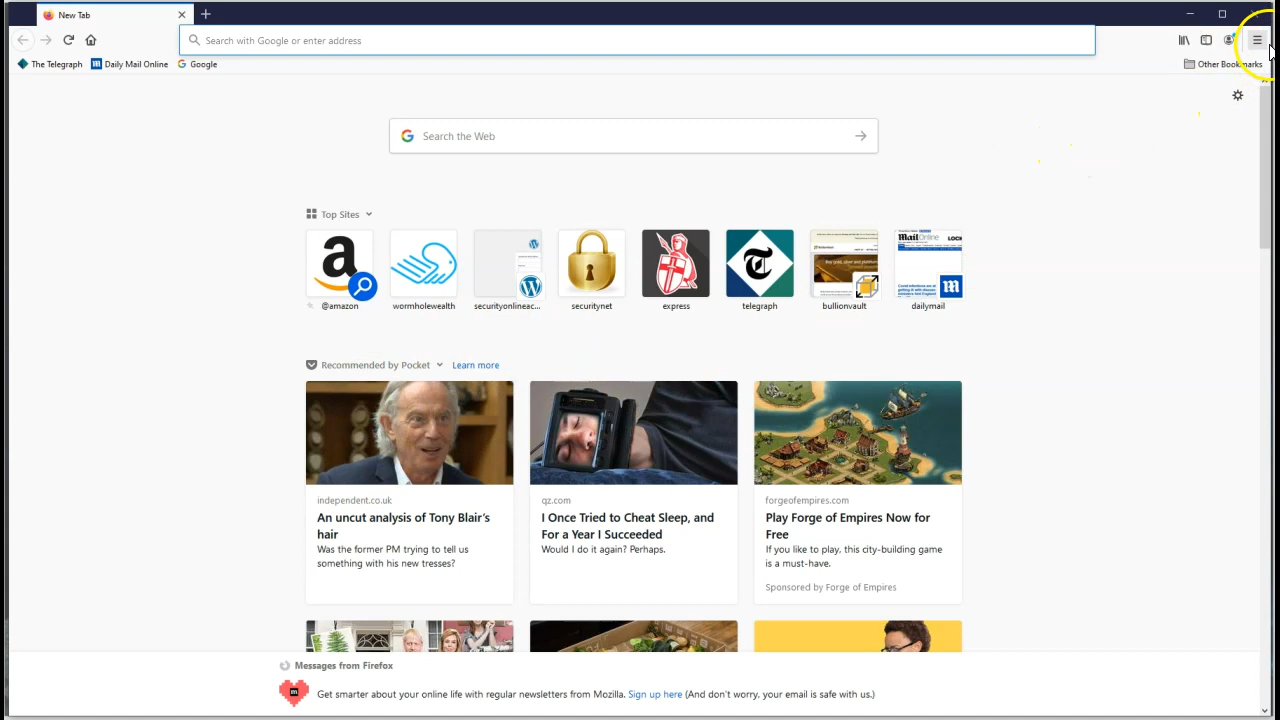 New Tab
Search with Google or enter address
The Telegraph
Daily Mail Online
Google
Other Bookmarks
Search the Web
Top Sites
@amazon
wormholewealth
securityonlineac...
securitynet
express
telegraph
bullionvault
dailymail
Recommended by Pocket
Learn more
independent.co.uk
An uncut analysis of Tony Blair's
hair
Was the former PM trying to tell us
something with his new tresses?
qz.com
I Once Tried to Cheat Sleep, and
For a Year I Succeeded
Would I do it again? Perhaps.
forgeofempires.com
Play Forge of Empires Now for
Free
If you like to play, this city-building game
is a must-have.
Sponsored by Forge of Empires
Messages from Firefox
Get smarter about your online life with regular newsletters from Mozilla. Sign up here (And don't worry, your email is safe with us.)